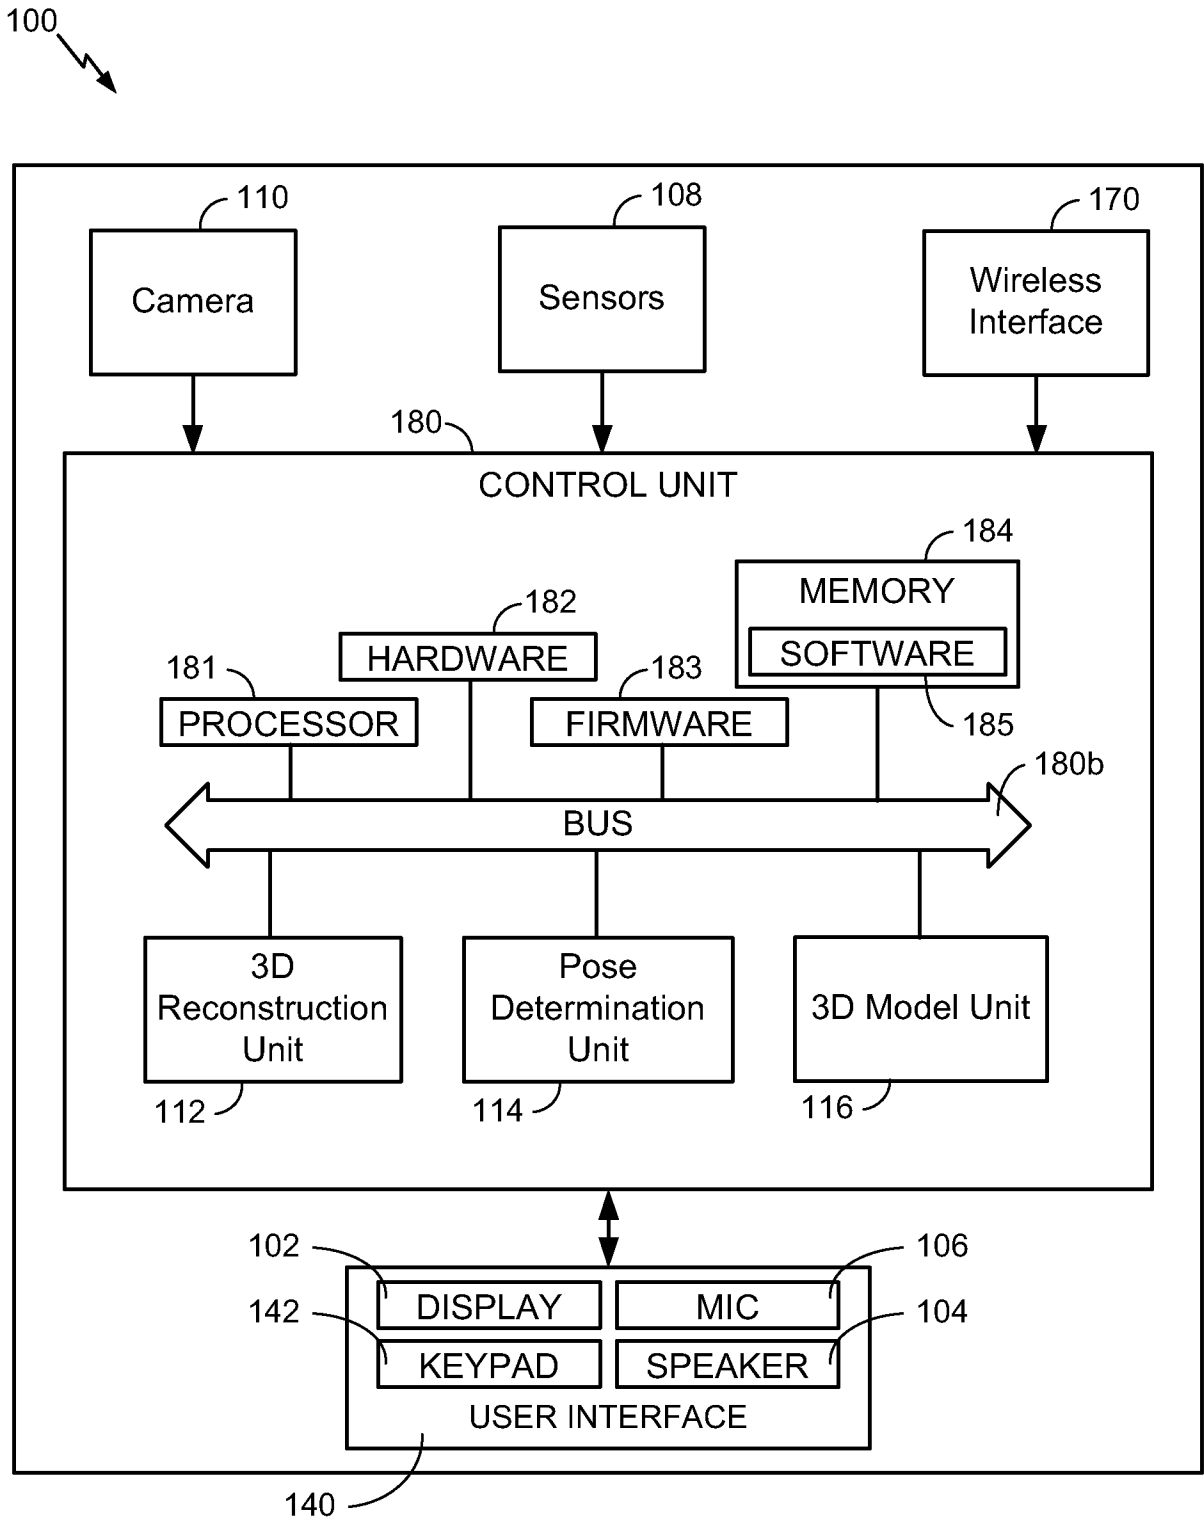 100
110
108
170
Camera
Sensors
Wireless
Interface
180
CONTROL UNIT
184
MEMORY
182
HARDWARE
SOFTWARE
181
183
185
PROCESSOR
FIRMWARE
180b
BUS
3D
Reconstruction
Unit
Pose
Determination
Unit
3D Model Unit
112
114
116
102
106
DISPLAY
MIC
142
104
KEYPAD
SPEAKER
USER INTERFACE
140